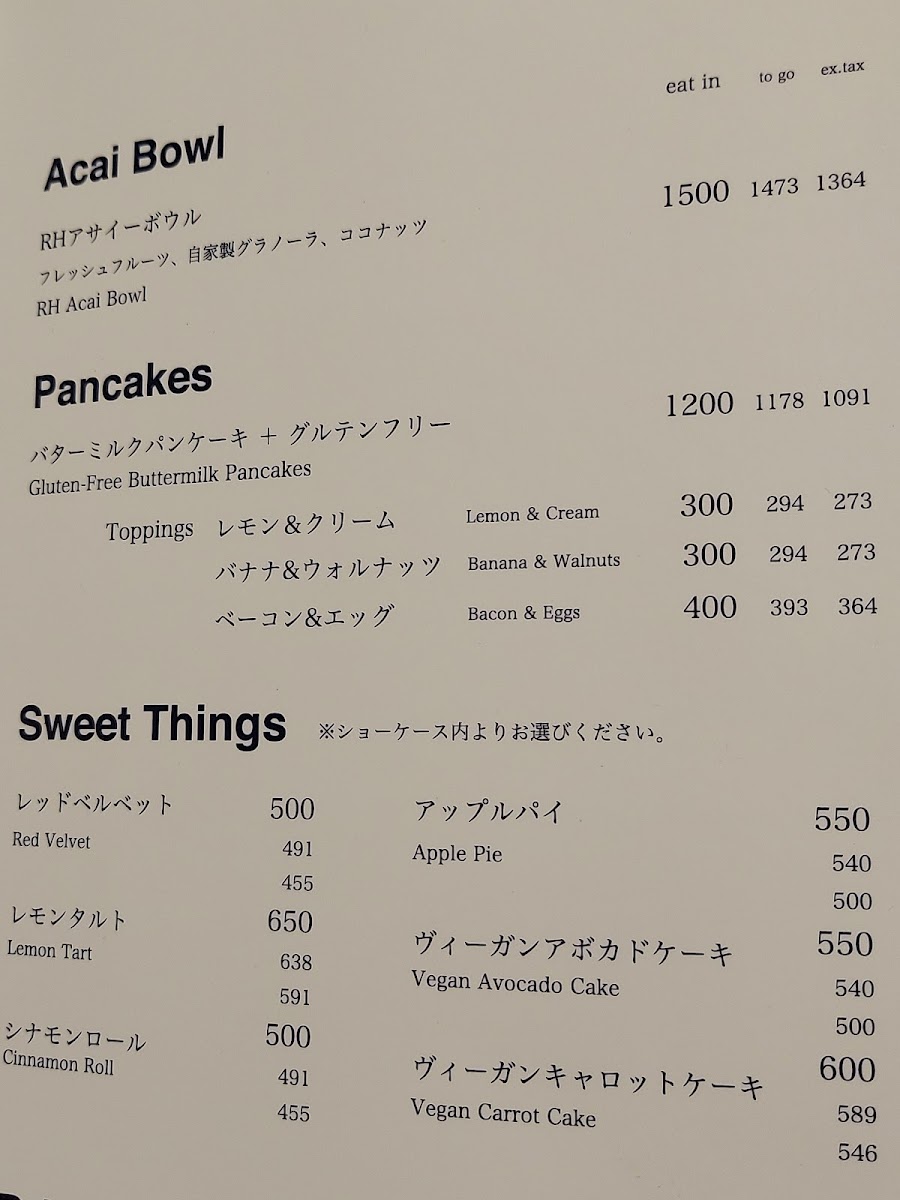 eat in to go ex.tax
Acai Bowl
RHアサイーボウル 1500 1473 1364
フレッシュフルーツ、自家製グラノーラ、ココナッツ
RH Acai Bowl
Pancakes
バターミルクパンケーキ + グルテンフリー 1200 1178 1091
Gluten-Free Buttermilk Pancakes
Toppings レモン&クリーム Lemon & Cream 300 294 273
バナナ&ウォルナッツ Banana & Walnuts 300 294 273
ベーコン&エッグ Bacon & Eggs 400 393 364
Sweet Things ※ショーケース内よりお選びください。
レッドベルベット 500
Red Velvet 491
455
レモンタルト 650
Lemon Tart 638
591
シナモンロール 500
Cinnamon Roll 491
455
アップルパイ 550
Apple Pie 540
500
ヴィーガンアボカドケーキ 550
Vegan Avocado Cake 540
500
ヴィーガンキャロットケーキ 600
Vegan Carrot Cake 589
546